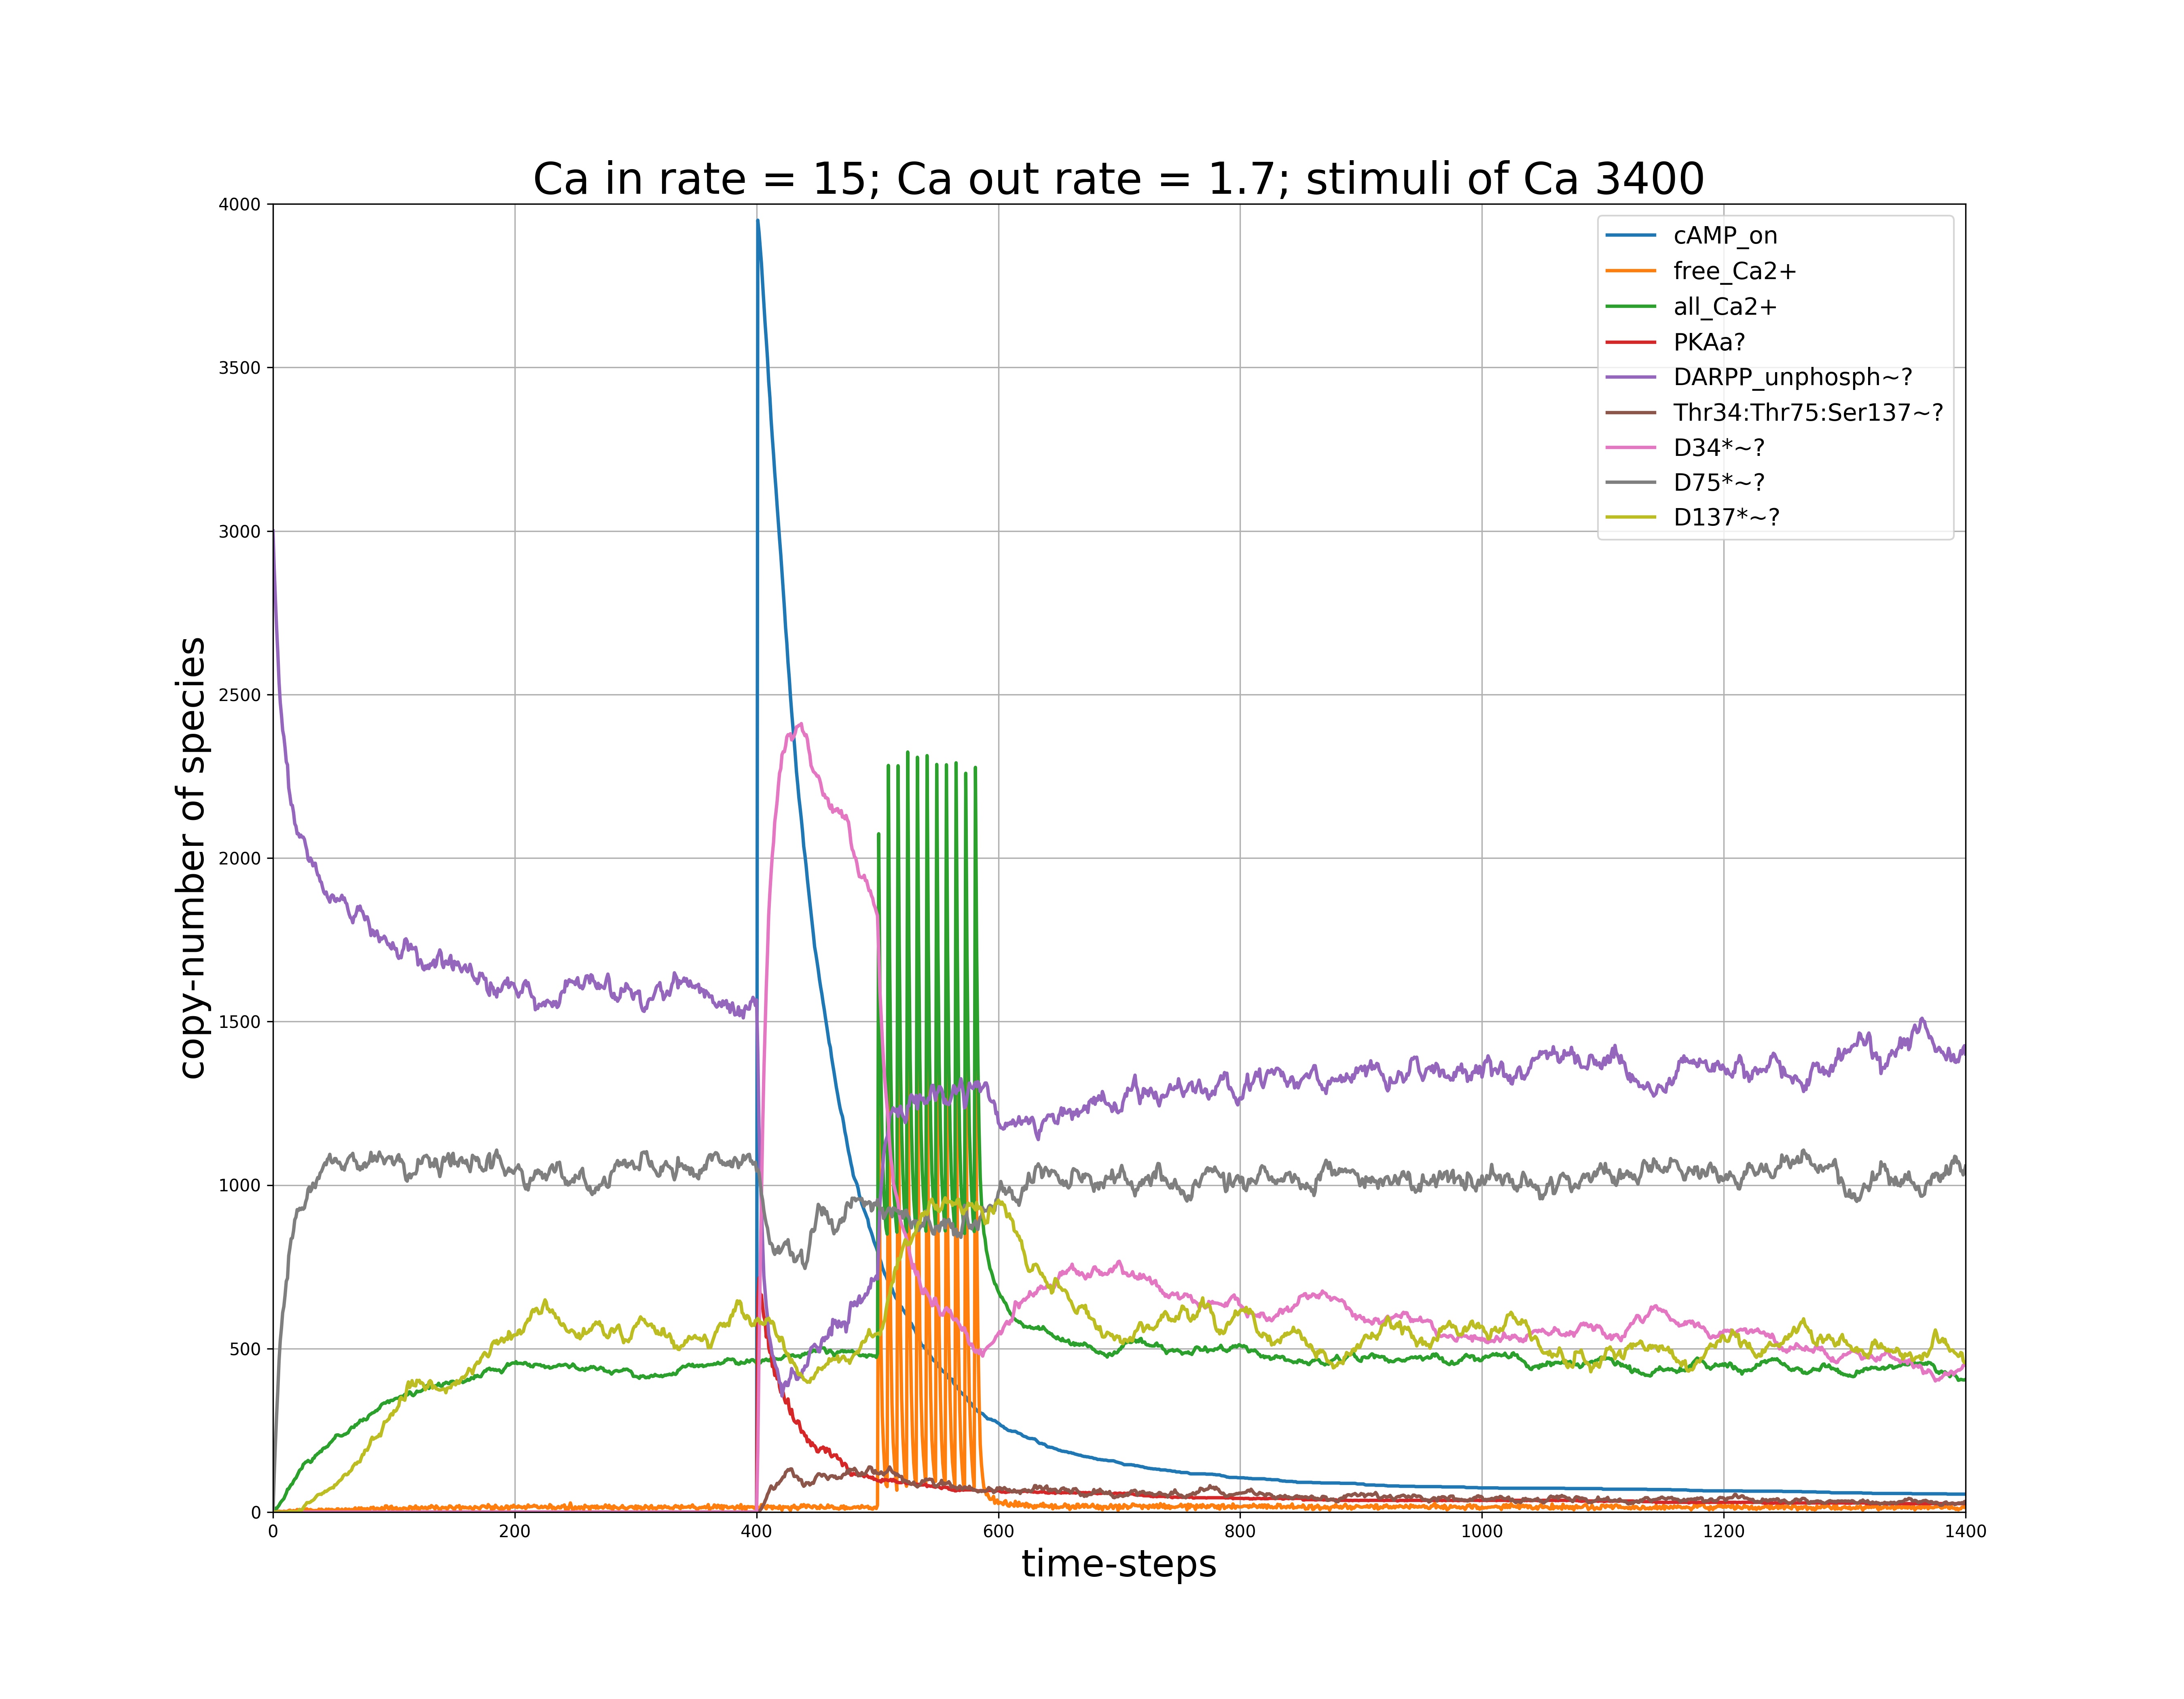 Ca in rate = 15; Ca out rate = 1.7; stimuli of Ca 3400
4000
3500
3000
2500
2000
1500
1000
500
0
copy-number of species
cAMP_on
free_Ca2+
all_Ca2+
PKAa?
DARPP_unphosph~?
Thr34:Thr75:Ser137~?
D34*~?
D75*~?
D137*~?
0 200 400 600 800 1000 1200 1400
time-steps